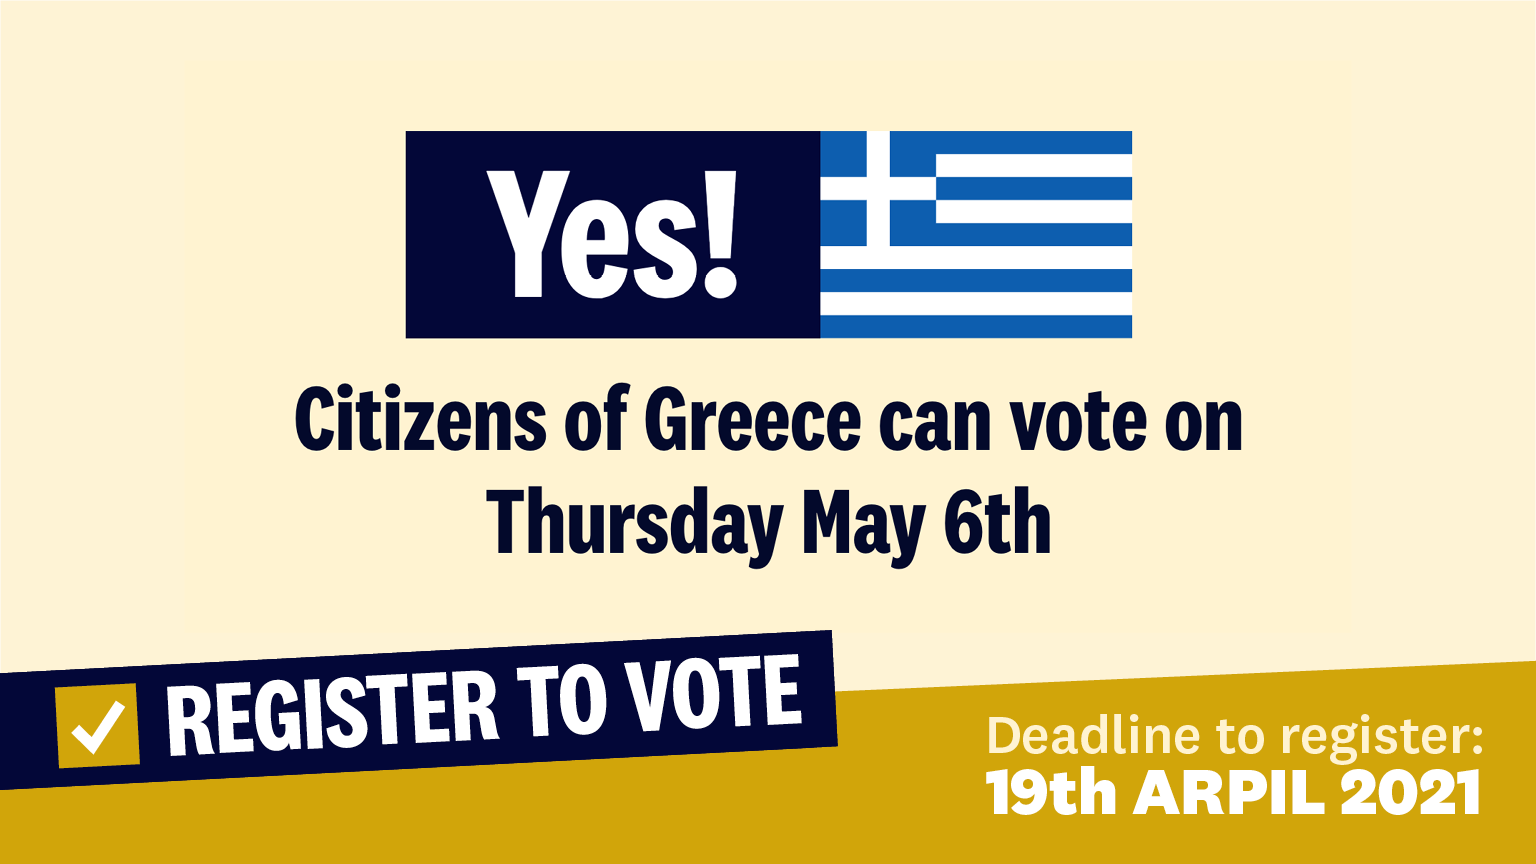 Yes!
Citizens of Greece can vote on
Thursday May 6th
REGISTER TO VOTE
Deadline to register:
19th ARPIL 2021